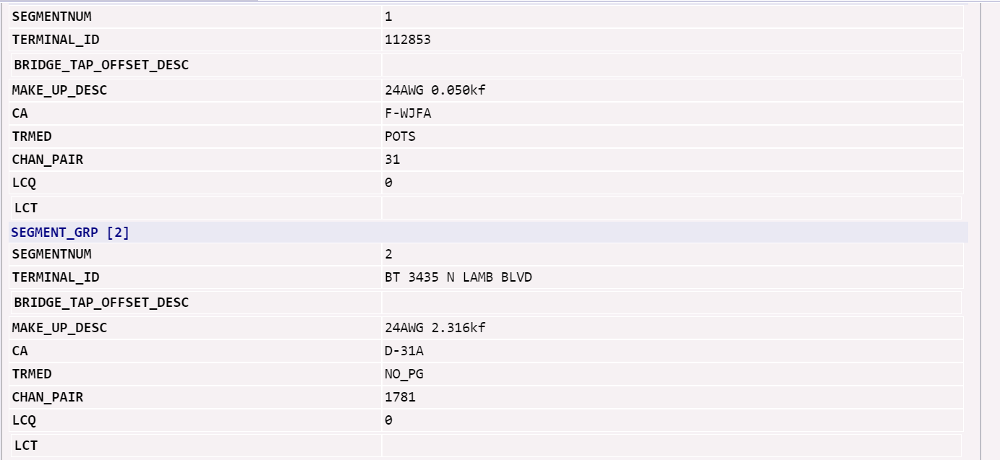 SEGMENTNUM 1
TERMINAL_ID 112853
BRIDGE_TAP_OFFSET_DESC
MAKE_UP_DESC 24AWG 0.050kf
CA F-WJFA
TRMED POTS
CHAN_PAIR 31
LCQ 0
LCT
SEGMENT_GRP [2]
SEGMENTNUM 2
TERMINAL_ID BT 3435 N LAMB BLVD
BRIDGE_TAP_OFFSET_DESC
MAKE_UP_DESC 24AWG 2.316kf
CA D-31A
TRMED NO_PG
CHAN_PAIR 1781
LCQ 0
LCT